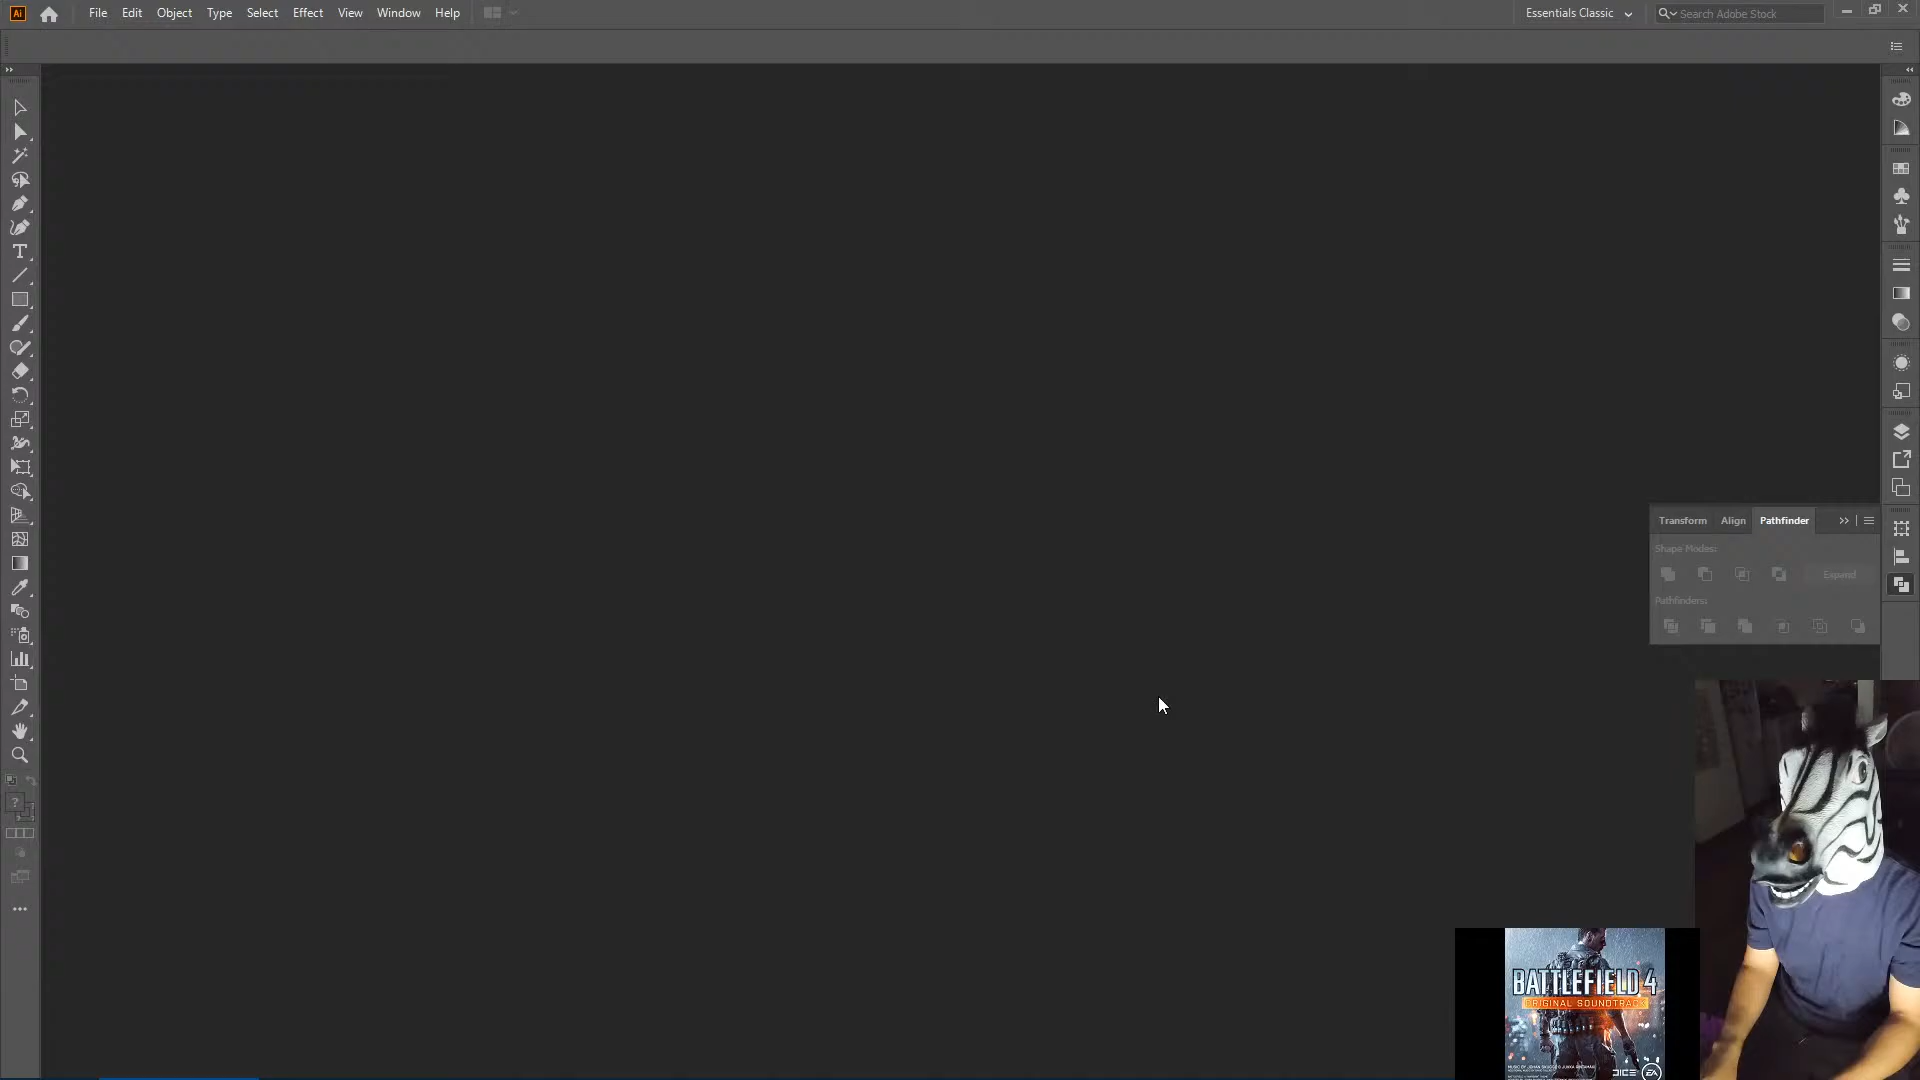 Ai File Edit Object Type Select Effect View Window Help Essentials Classic Search Adobe Stock
Transform Align Pathfinder
Shape Modes:
Expand
Pathfinders:
BATTLEFIELD 4
ORIGINAL SOUNDTRACK
DICE EA